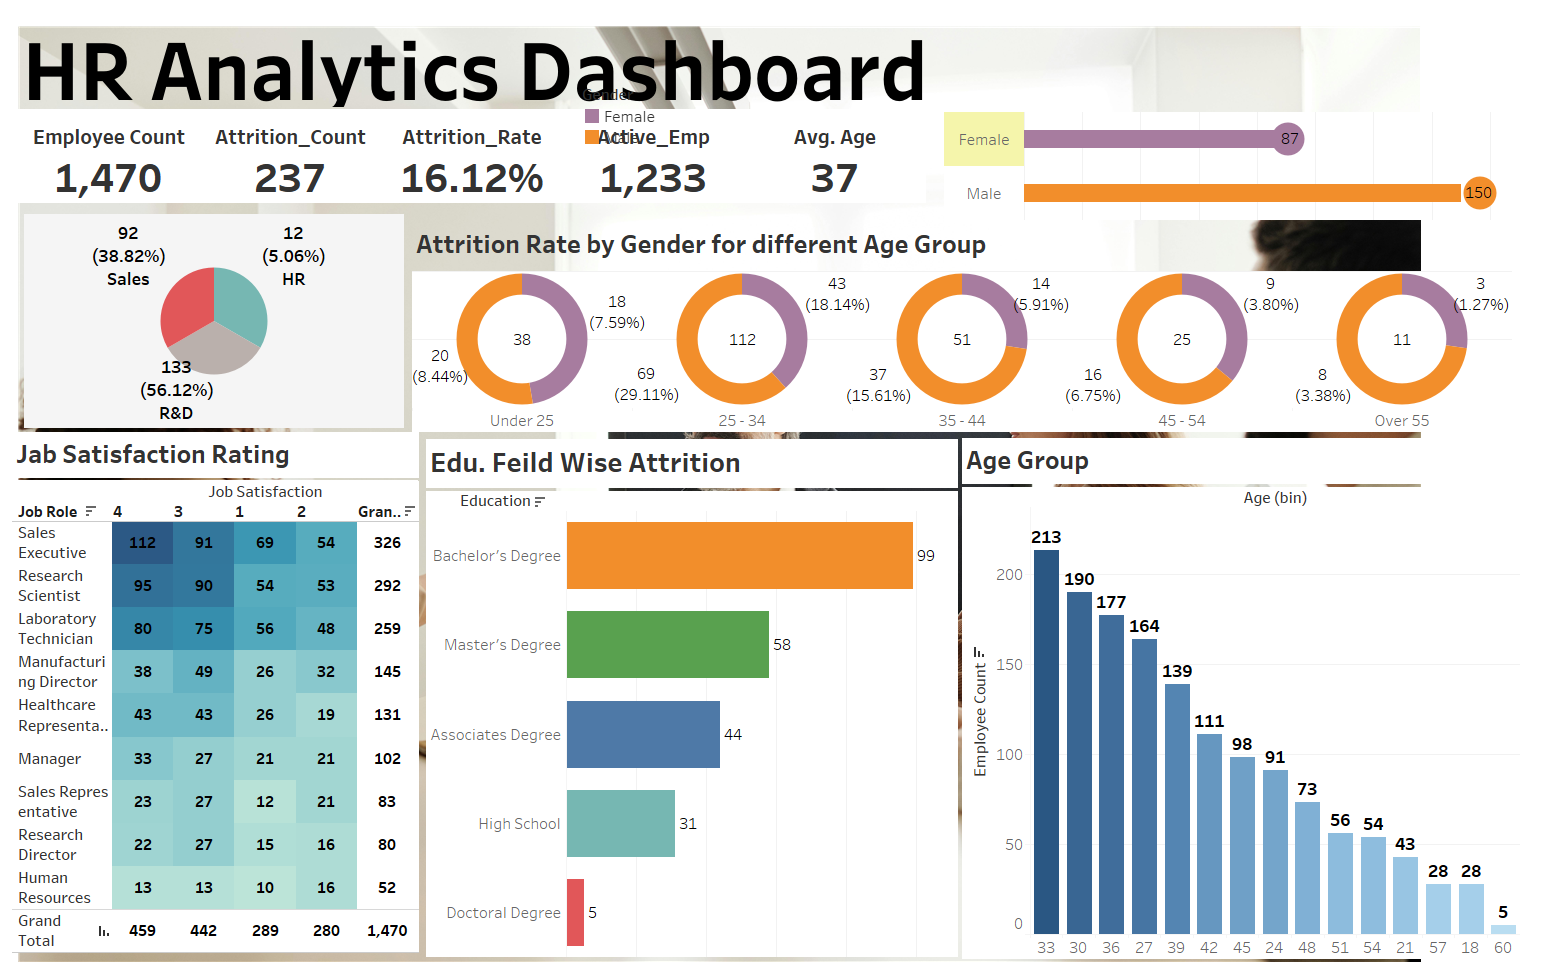 HR Analytics Dashboard
Gender
Female
Employee Count Attrition_Count Attrition_Rate Active_Emp Avg. Age
1,470 237 16.12% 1,233 37
Female 87
Male 150
92
(38.82%)
Sales
12
(5.06%)
HR
133
(56.12%)
R&D
Attrition Rate by Gender for different Age Group
18
(7.59%)
38
20
(8.44%)
Under 25
43
(18.14%)
112
69
(29.11%)
25 - 34
14
(5.91%)
51
37
(15.61%)
35 - 44
9
(3.80%)
25
16
(6.75%)
45 - 54
3
(1.27%)
11
8
(3.38%)
Over 55
Job Satisfaction Rating
Job Satisfaction
Job Role 4 3 1 2 Gran..
Sales
Executive 112 91 69 54 326
Research
Scientist 95 90 54 53 292
Laboratory
Technician 80 75 56 48 259
Manufacturi
ng Director 38 49 26 32 145
Healthcare
Representa.. 43 43 26 19 131
Manager 33 27 21 21 102
Sales Repres
entative 23 27 12 21 83
Research
Director 22 27 15 16 80
Human
Resources 13 13 10 16 52
Grand
Total 459 442 289 280 1,470
Edu. Feild Wise Attrition
Education
Bachelor's Degree 99
Master's Degree 58
Associates Degree 44
High School 31
Doctoral Degree 5
Age Group
Age (bin)
Employee Count
200
150
100
50
0
213 190 177 164 139 111 98 91 73 56 54 43 28 28 5
33 30 36 27 39 42 45 24 48 51 54 21 57 18 60